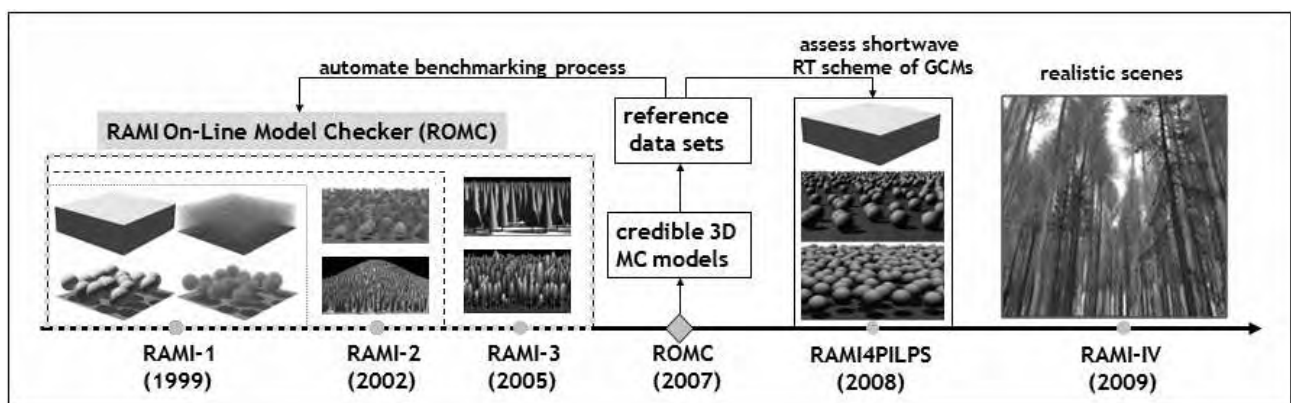 assess shortwave
RT scheme of GCMs
automate benchmarking process
realistic scenes
RAMI On-Line Model Checker (ROMC)
reference
data sets
credible 3D
MC models
RAMI-1
(1999)
RAMI-2
(2002)
RAMI-3
(2005)
ROMC
(2007)
RAMI4PILPS
(2008)
RAMI-IV
(2009)